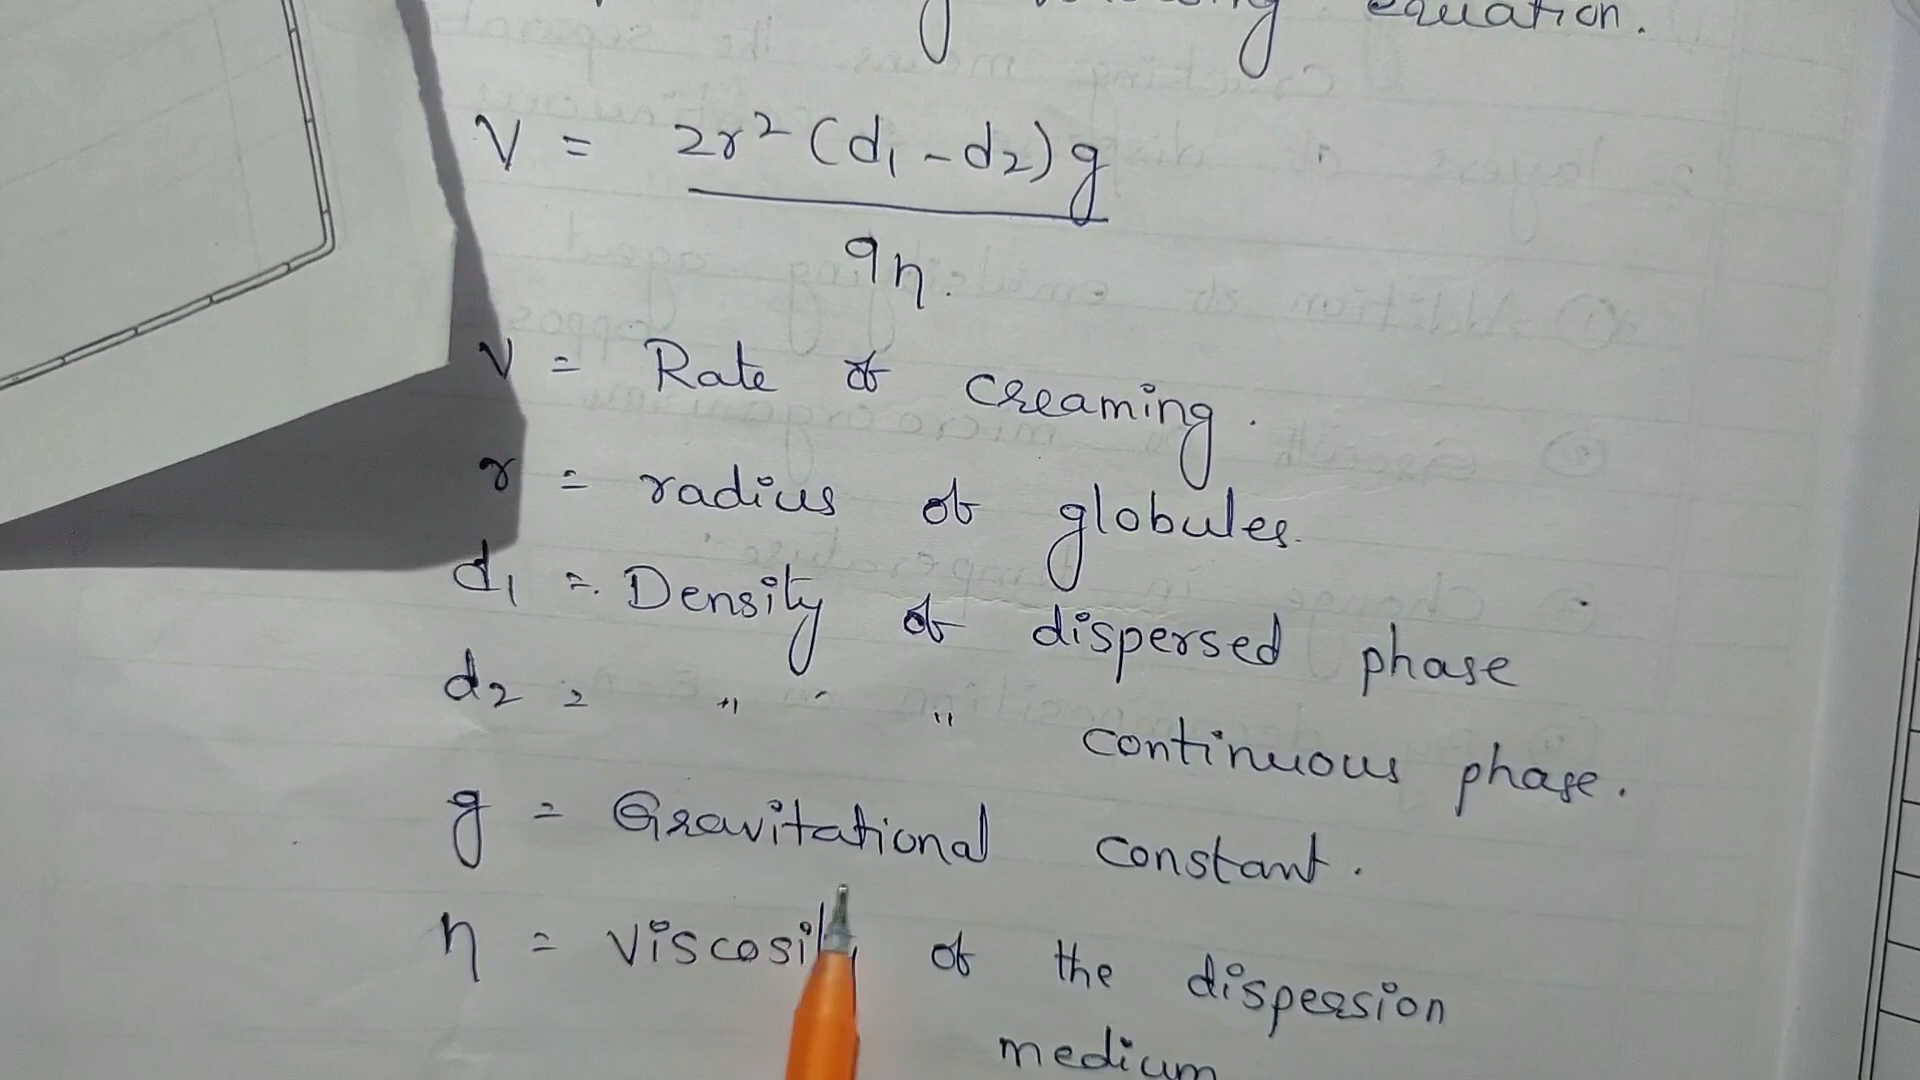 equation.
V = 2r² (d₁ - d₂) g
9η.
V = Rate of creaming.
r = radius of globules.
d₁ = Density of dispersed phase
d₂ = " " continuous phase.
g = Gravitational constant.
η = viscosity of the dispersion
medium